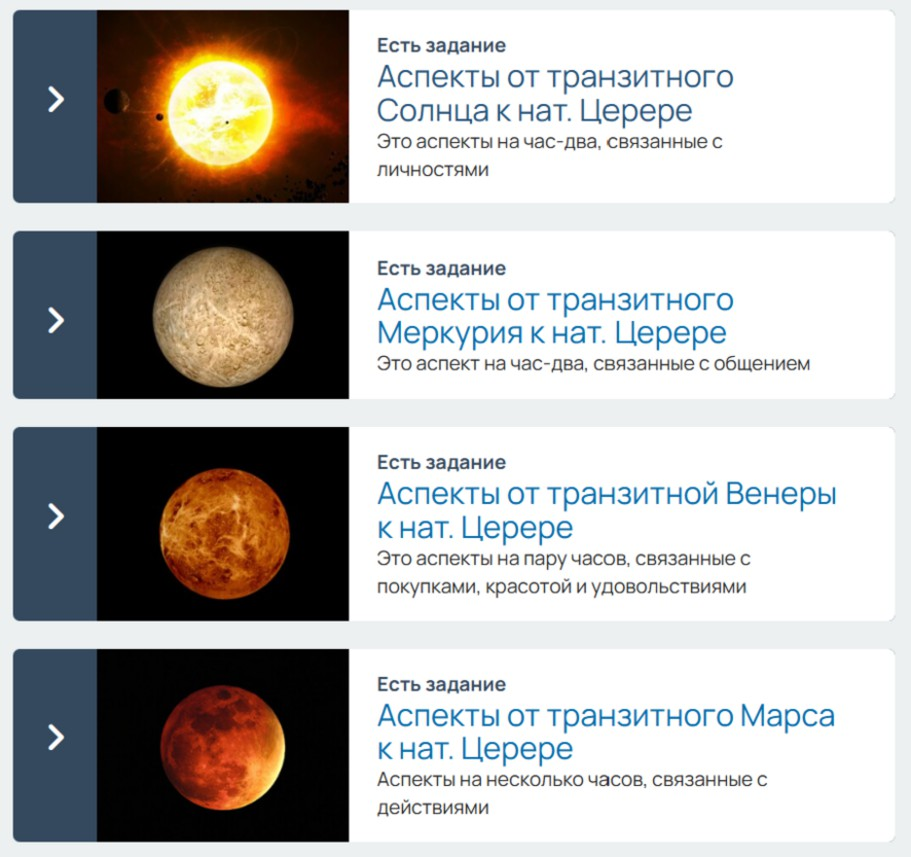 Есть задание
Аспекты от транзитного
Солнца к нат. Церере
Это аспекты на час-два, связанные с
личностями
Есть задание
Аспекты от транзитного
Меркурия к нат. Церере
Это аспект на час-два, связанные с общением
Есть задание
Аспекты от транзитной Венеры
к нат. Церере
Это аспекты на пару часов, связанные с
покупками, красотой и удовольствиями
Есть задание
Аспекты от транзитного Марса
к нат. Церере
Аспекты на несколько часов, связанные с
действиями